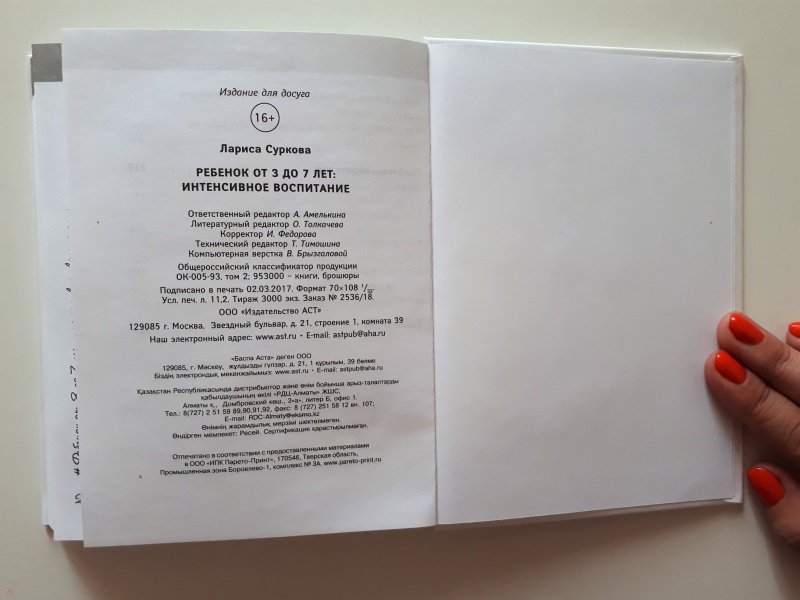 Издание для досуга
16+
Лариса Суркова
РЕБЕНОК ОТ 3 ДО 7 ЛЕТ:
ИНТЕНСИВНОЕ ВОСПИТАНИЕ
Ответственный редактор А. Амелькина
Литературный редактор О. Толкачева
Корректор И. Федорова
Технический редактор Т. Тимошина
Компьютерная верстка В. Брызгаловой
Общероссийский классификатор продукции
ОК-005-93, том 2; 953000 – книги, брошюры
Подписано в печать 02.03.2017. Формат 70×108 1/32.
Усл. печ. л. 11,2. Тираж 3000 экз. Заказ № 2536/18.
ООО «Издательство АСТ»
129085 г. Москва, Звездный бульвар, д. 21, строение 1, комната 39
Наш электронный адрес: www.ast.ru • E-mail: astpub@aha.ru
«Баспа Аста» деген ООО
129085, г. Мәскеу, жұлдызды гүлзар, д. 21, 1 құрылым, 39 бөлме
Біздің электрондық мекенжайымыз: www.ast.ru • E-mail: astpub@aha.ru
Қазақстан Республикасында дистрибьютор және өнім бойынша арыз-талаптарды
қабылдаушының өкілі «РДЦ-Алматы» ЖШС,
Алматы қ., Домбровский көш., 3«а», литер Б, офис 1.
Тел.: 8(727) 2 51 59 89,90,91,92, факс: 8 (727) 251 58 12 вн. 107;
E-mail: RDC-Almaty@eksmo.kz
Өнімнің жарамдылық мерзімі шектелмеген.
Өндірген мемлекет: Ресей. Сертификация қарастырылмаған.
Отпечатано в соответствии с предоставленными материалами
в ООО «ИПК Парето-Принт», 170546, Тверская область,
Промышленная зона Боровлево-1, комплекс № 3А, www.pareto-print.ru